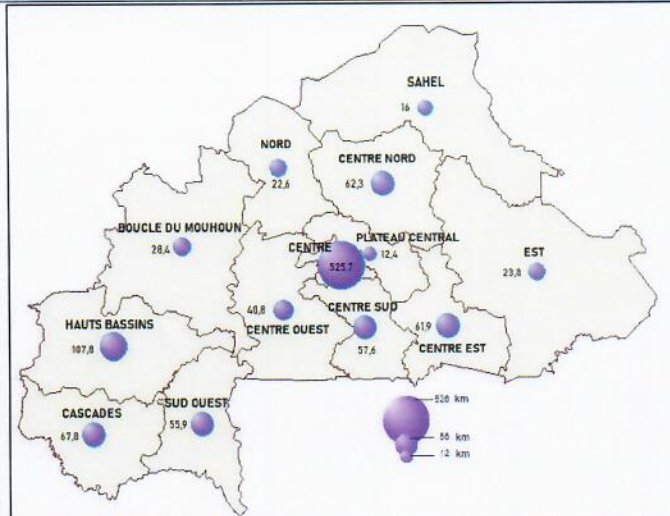 SAHEL
16
NORD
22,6
CENTRE NORD
62,3
BOUCLE DU MOUHOUN
28,4
CENTRE
525,7
PLATEAU CENTRAL
12,4
EST
23,8
HAUTS BASSINS
107,8
48,8
CENTRE OUEST
CENTRE SUD
57,6
61,9
CENTRE EST
CASCADES
67,8
SUD OUEST
55,9
526 km
56 km
12 km